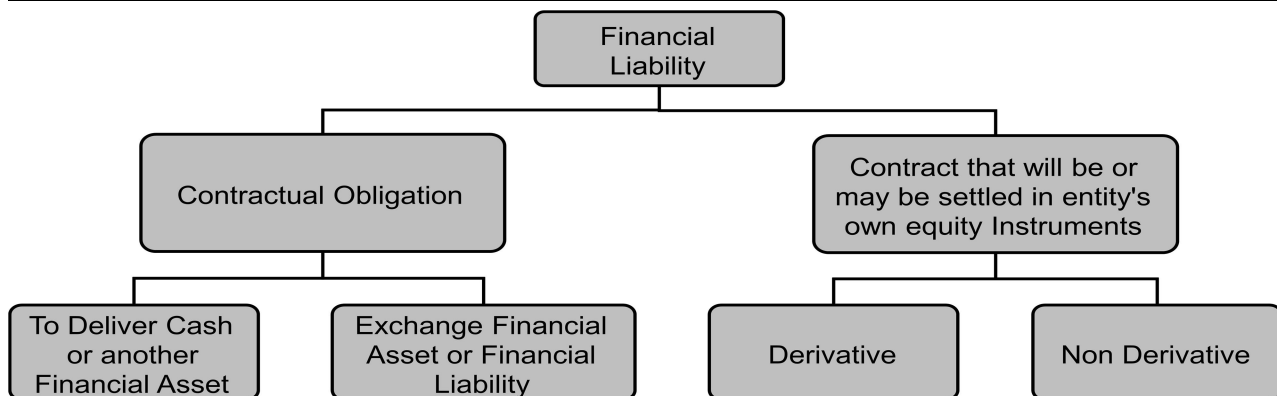 Financial
Liability
Contractual Obligation
Contract that will be or
may be settled in entity's
own equity Instruments
To Deliver Cash
or another
Financial Asset
Exchange Financial
Asset or Financial
Liability
Derivative
Non Derivative